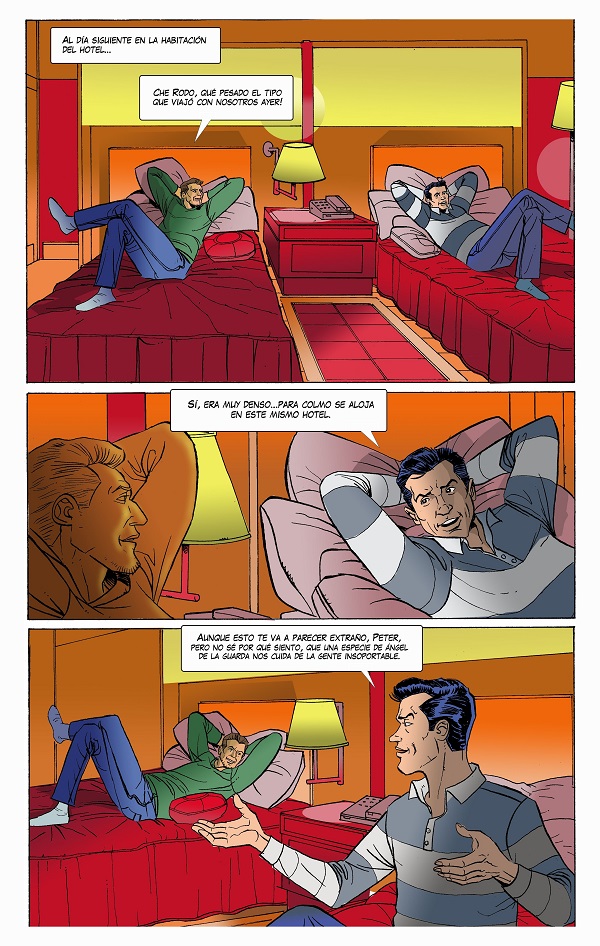 AL DÍA SIGUIENTE EN LA HABITACIÓN
DEL HOTEL...
CHE RODO, QUÉ PESADO EL TIPO
QUE VIAJÓ CON NOSOTROS AYER!
SÍ, ERA MUY DENSO...PARA COLMO SE ALOJA
EN ESTE MISMO HOTEL.
AUNQUE ESTO TE VA A PARECER EXTRAÑO, PETER,
PERO NO SÉ POR QUÉ SIENTO, QUE UNA ESPECIE DE ÁNGEL
DE LA GUARDA NOS CUIDA DE LA GENTE INSOPORTABLE.